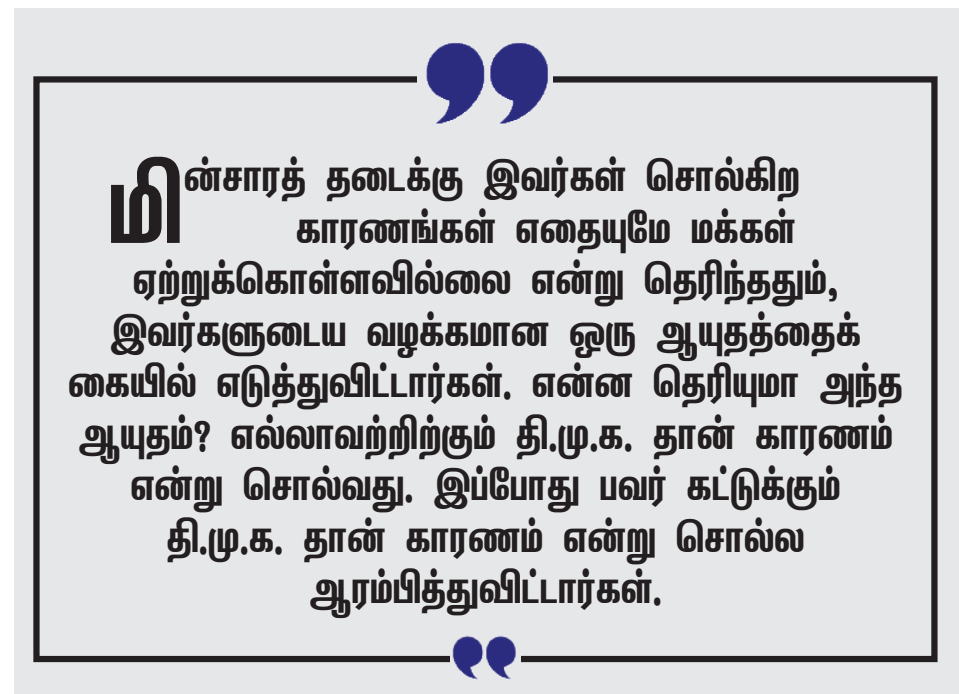 மின்சாரத் தடைக்கு இவர்கள் சொல்கிற
காரணங்கள் எதையுமே மக்கள்
ஏற்றுக்கொள்ளவில்லை என்று தெரிந்ததும்,
இவர்களுடைய வழக்கமான ஒரு ஆயுதத்தைக்
கையில் எடுத்துவிட்டார்கள். என்ன தெரியுமா அந்த
ஆயுதம்? எல்லாவற்றிற்கும் தி.மு.க. தான் காரணம்
என்று சொல்வது. இப்போது பவர் கட்டுக்கும்
தி.மு.க. தான் காரணம் என்று சொல்ல
ஆரம்பித்துவிட்டார்கள்.